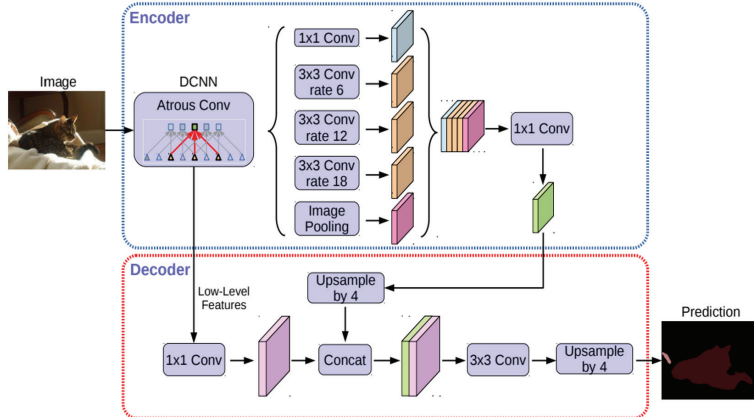 Encoder
Image
DCNN
Atrous Conv
1x1 Conv
3x3 Conv
rate 6
3x3 Conv
rate 12
3x3 Conv
rate 18
Image
Pooling
1x1 Conv
Decoder
Low-Level
Features
Upsample
by 4
1x1 Conv
Concat
3x3 Conv
Upsample
by 4
Prediction